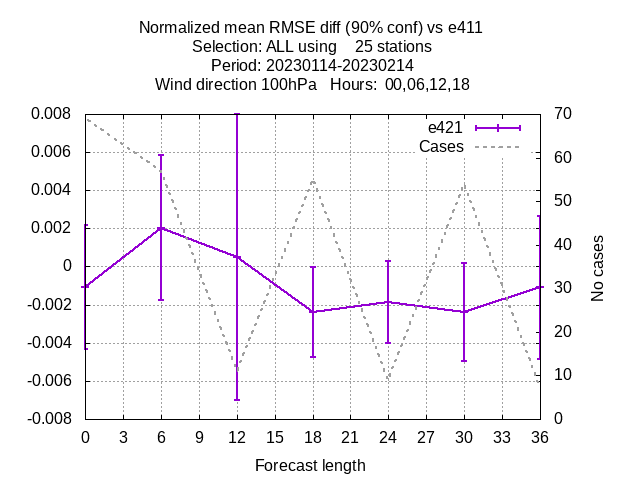 Normalized mean RMSE diff (90% conf) vs e411
Selection: ALL using    25 stations
Period: 20230114-20230214
Wind direction 100hPa   Hours:  00,06,12,18
0.008
0.006
0.004
0.002
0
-0.002
-0.004
-0.006
-0.008
70
60
50
40
30
20
10
0
e421
Cases
No cases
0 3 6 9 12 15 18 21 24 27 30 33 36
Forecast length